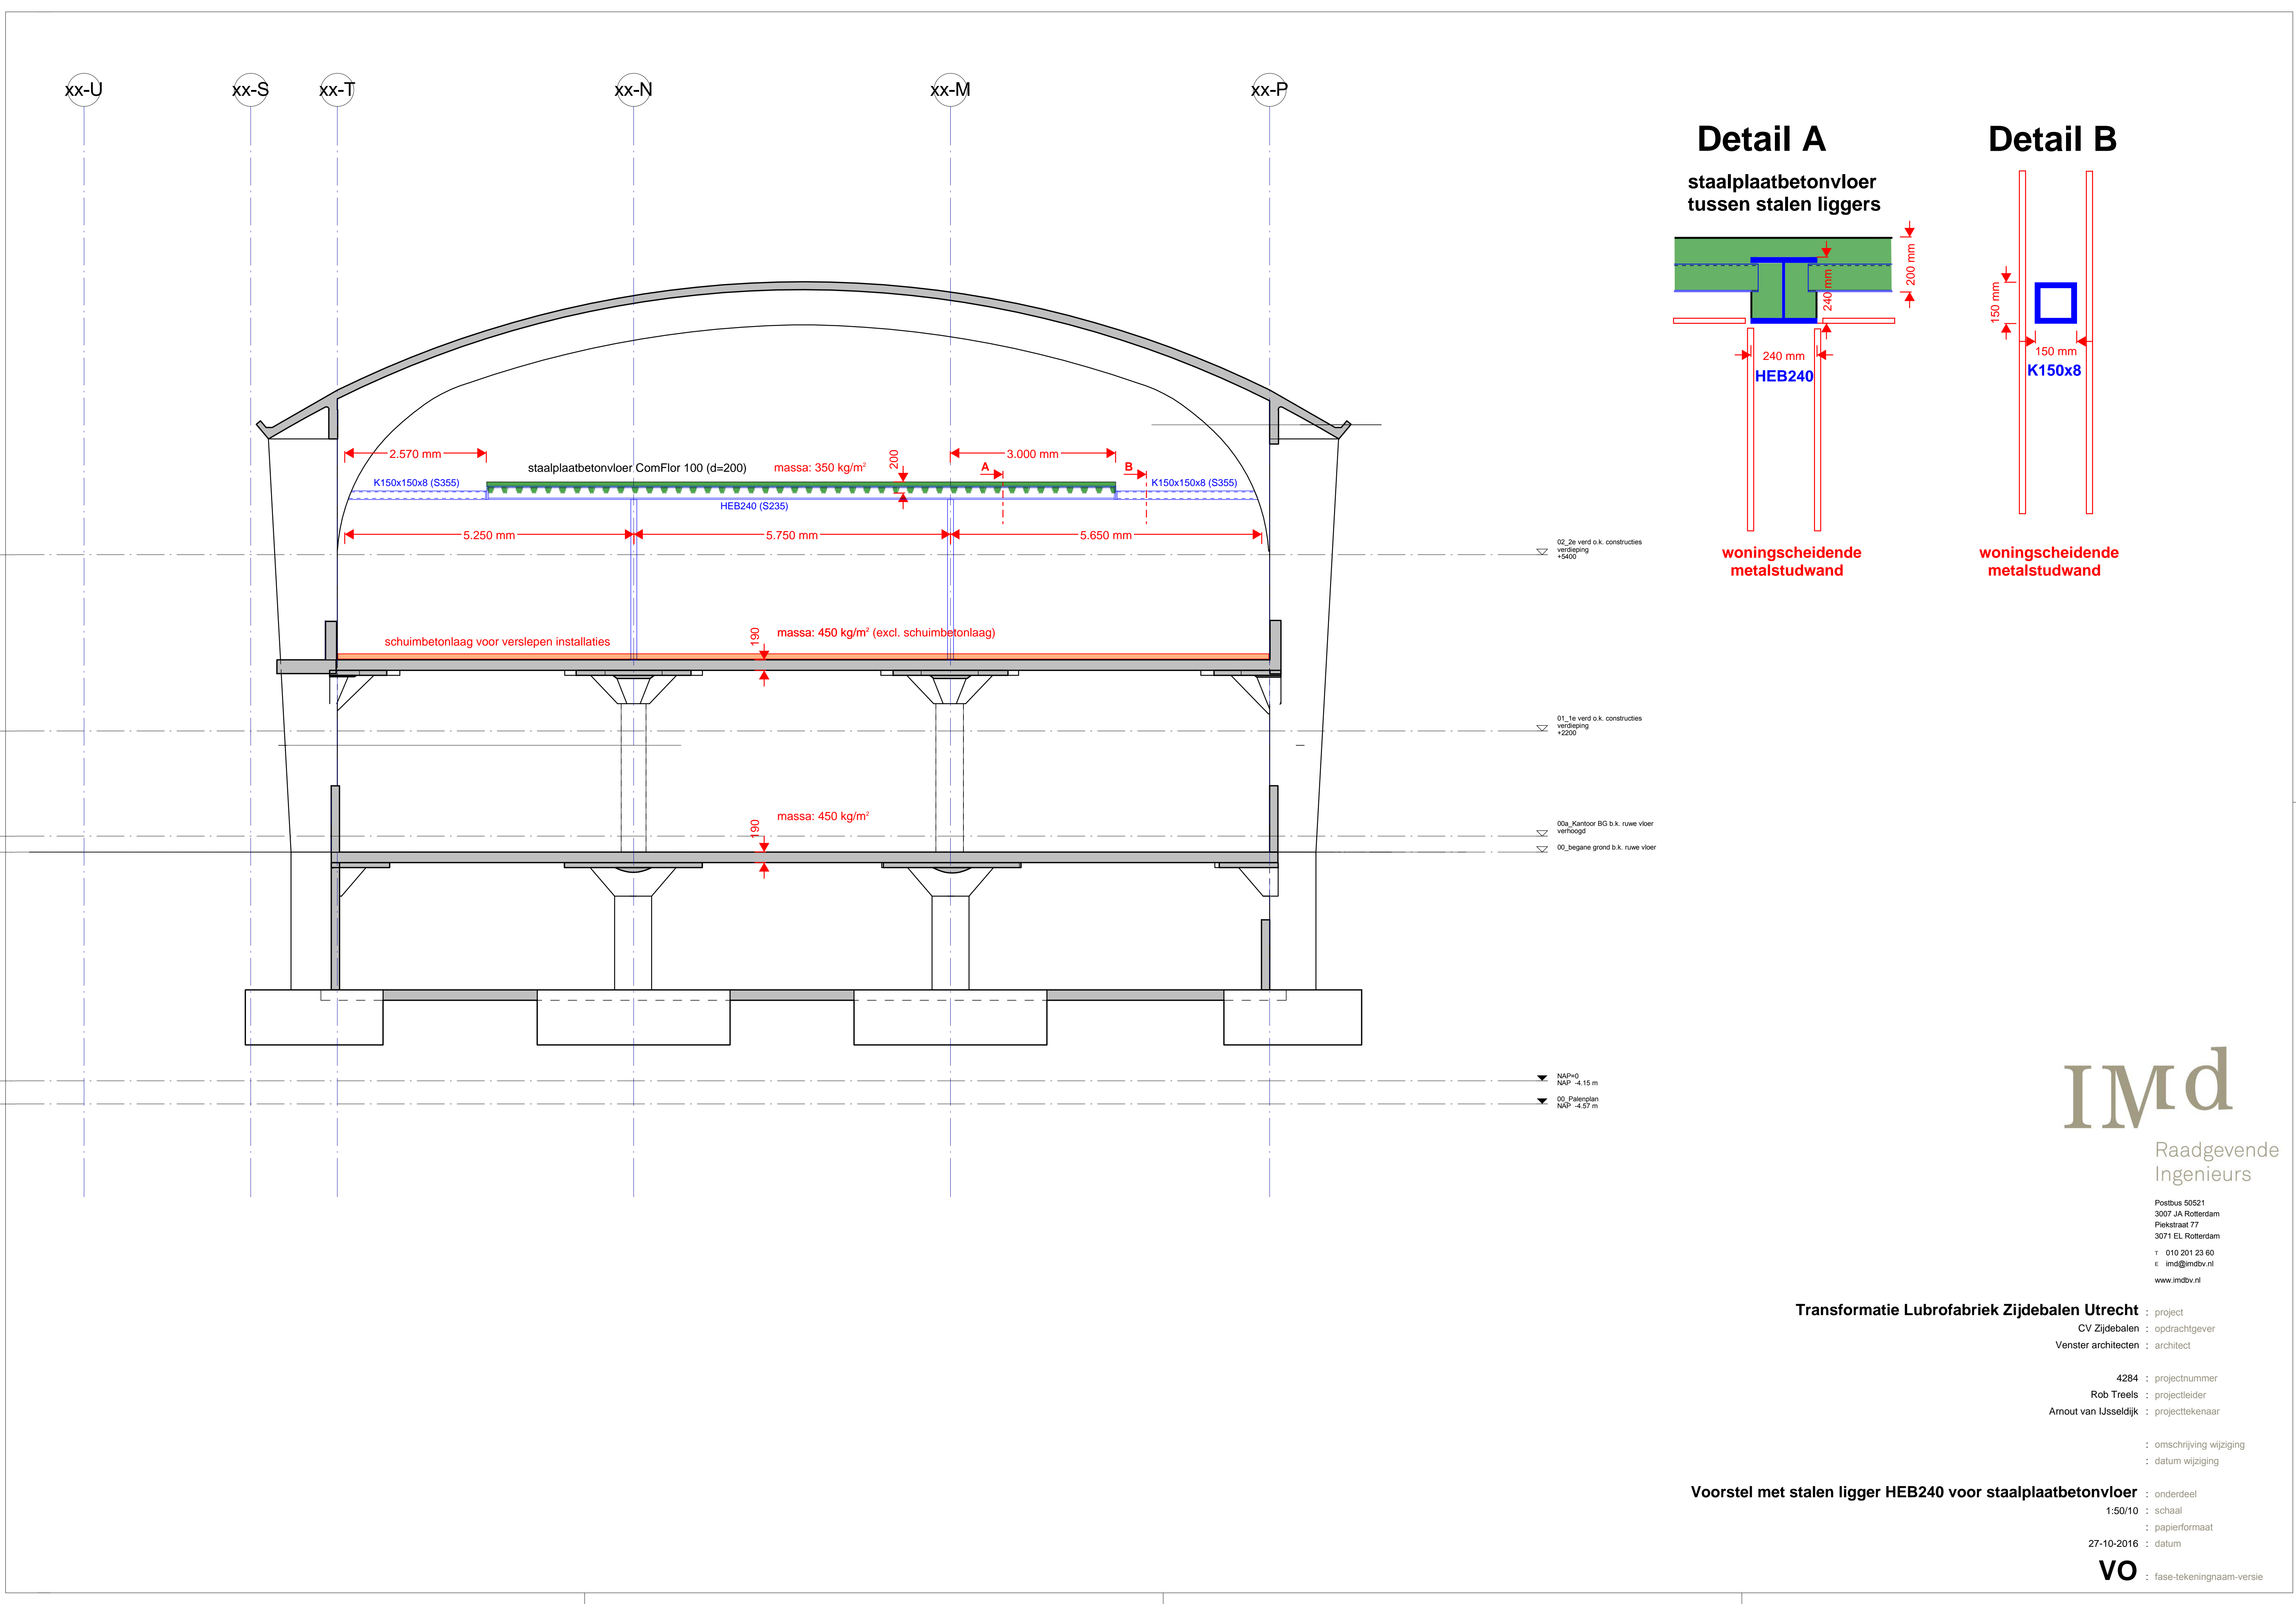 xx-U
xx-S
xx-T
xx-N
xx-M
xx-P
Detail A
Detail B
staalplaatbetonvloer
tussen stalen liggers
240 mm
200 mm
240 mm
HEB240
150 mm
150 mm
K150x8
woningscheidende
metalstudwand
woningscheidende
metalstudwand
2.570 mm
3.000 mm
staalplaatbetonvloer ComFlor 100 (d=200)
massa: 350 kg/m²
200
A
B
K150x150x8 (S355)
K150x150x8 (S355)
HEB240 (S235)
5.250 mm
5.750 mm
5.650 mm
02_2e verd o.k. constructies
verdieping
+5400
schuimbetonlaag voor verslepen installaties
190
massa: 450 kg/m² (excl. schuimbetonlaag)
01_1e verd o.k. constructies
verdieping
+2200
190
massa: 450 kg/m²
00a_Kantoor BG b.k. ruwe vloer
verhoogd
00_begane grond b.k. ruwe vloer
NAP=0
NAP -4.15 m
00_Palenplan
NAP -4.57 m
IMd
Raadgevende
Ingenieurs
Postbus 50521
3007 JA Rotterdam
Piekstraat 77
3071 EL Rotterdam
T 010 201 23 60
E imd@imdbv.nl
www.imdbv.nl
Transformatie Lubrofabriek Zijdebalen Utrecht : project
CV Zijdebalen : opdrachtgever
Venster architecten : architect
4284 : projectnummer
Rob Treels : projectleider
Arnout van IJsseldijk : projecttekenaar
: omschrijving wijziging
: datum wijziging
Voorstel met stalen ligger HEB240 voor staalplaatbetonvloer : onderdeel
1:50/10 : schaal
: papierformaat
27-10-2016 : datum
VO : fase-tekeningnaam-versie